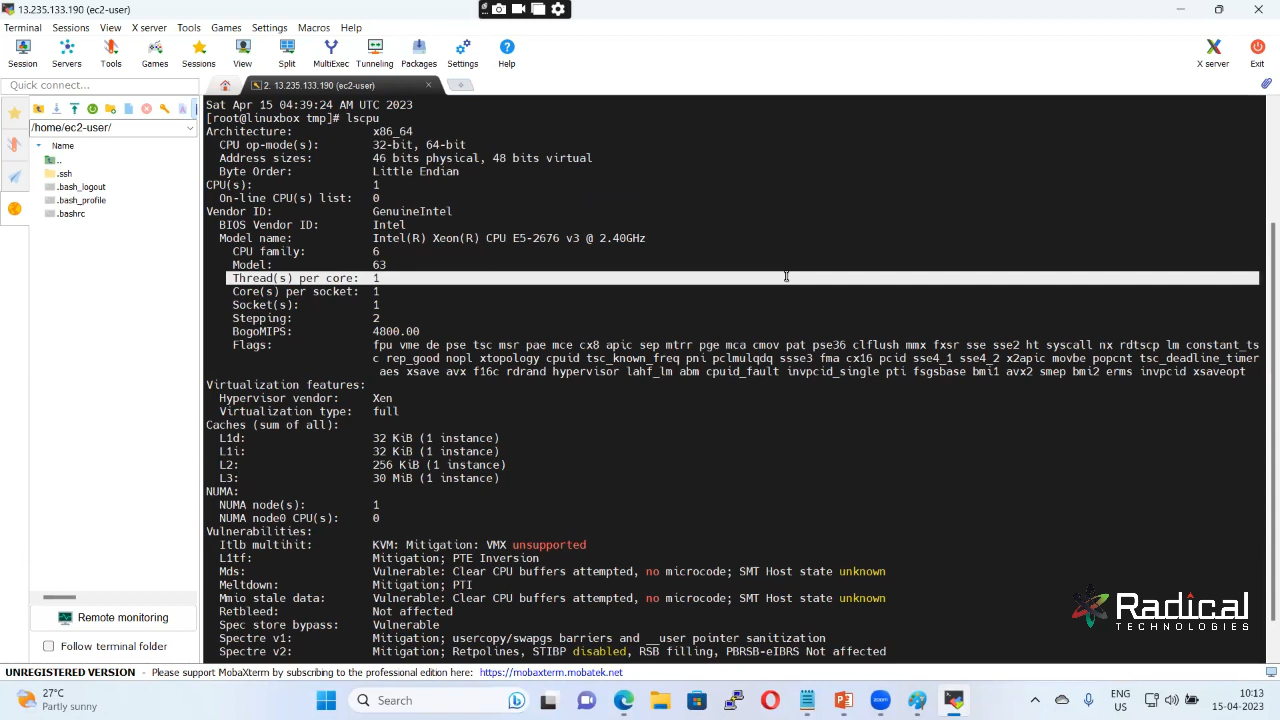 13.235.133.190 (ec2-user)
Terminal Sessions View X server Tools Games Settings Macros Help
Session Servers Tools Games Sessions View Split MultiExec Tunneling Packages Settings Help X server Exit
Quick connect...
2. 13.235.133.190 (ec2-user)
/home/ec2-user/
Name
..
.ssh
.bash_logout
.bash_profile
.bashrc
Sat Apr 15 04:39:24 AM UTC 2023
[root@linuxbox tmp]# lscpu
Architecture: x86_64
CPU op-mode(s): 32-bit, 64-bit
Address sizes: 46 bits physical, 48 bits virtual
Byte Order: Little Endian
CPU(s): 1
On-line CPU(s) list: 0
Vendor ID: GenuineIntel
BIOS Vendor ID: Intel
Model name: Intel(R) Xeon(R) CPU E5-2676 v3 @ 2.40GHz
CPU family: 6
Model: 63
Thread(s) per core: 1
Core(s) per socket: 1
Socket(s): 1
Stepping: 2
BogoMIPS: 4800.00
Flags: fpu vme de pse tsc msr pae mce cx8 apic sep mtrr pge mca cmov pat pse36 clflush mmx fxsr sse sse2 ht syscall nx rdtscp lm constant_ts
c rep_good nopl xtopology cpuid tsc_known_freq pni pclmulqdq ssse3 fma cx16 pcid sse4_1 sse4_2 x2apic movbe popcnt tsc_deadline_timer
aes xsave avx f16c rdrand hypervisor lahf_lm abm cpuid_fault invpcid_single pti fsgsbase bmi1 avx2 smep bmi2 erms invpcid xsaveopt
Virtualization features:
Hypervisor vendor: Xen
Virtualization type: full
Caches (sum of all):
L1d: 32 KiB (1 instance)
L1i: 32 KiB (1 instance)
L2: 256 KiB (1 instance)
L3: 30 MiB (1 instance)
NUMA:
NUMA node(s): 1
NUMA node0 CPU(s): 0
Vulnerabilities:
Itlb multihit: KVM: Mitigation: VMX unsupported
L1tf: Mitigation; PTE Inversion
Mds: Vulnerable: Clear CPU buffers attempted, no microcode; SMT Host state unknown
Meltdown: Mitigation; PTI
Mmio stale data: Vulnerable: Clear CPU buffers attempted, no microcode; SMT Host state unknown
Retbleed: Not affected
Spec store bypass: Vulnerable
Spectre v1: Mitigation; usercopy/swapgs barriers and __user pointer sanitization
Spectre v2: Mitigation; Retpolines, STIBP disabled, RSB filling, PBRSB-eIBRS Not affected
Radical
TECHNOLOGIES
Remote monitoring
Follow terminal folder
UNREGISTERED VERSION - Please support MobaXterm by subscribing to the professional edition here: https://mobaxterm.mobatek.net
27°C
Partly sunny
Search
ENG
US
10:13
15-04-2023